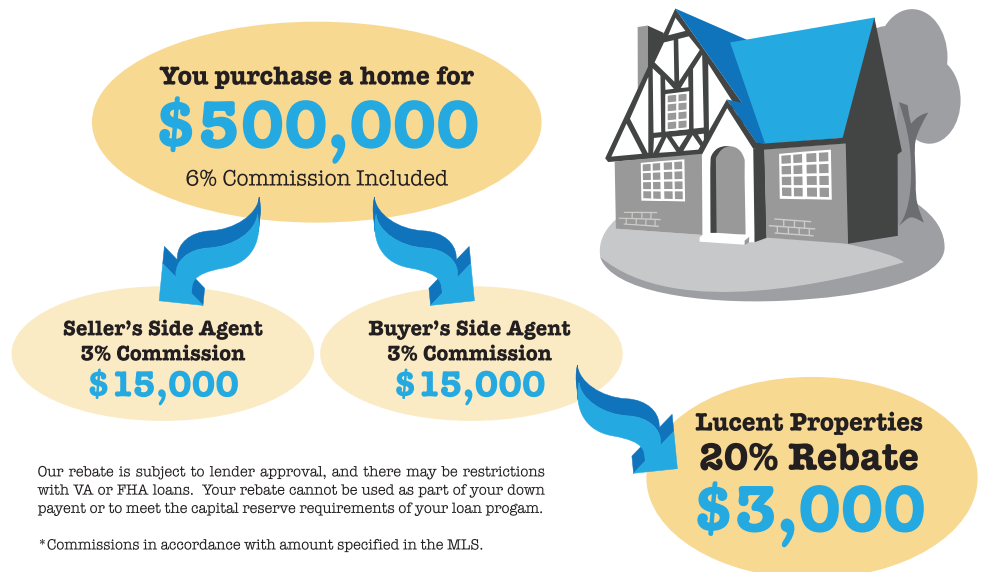 You purchase a home for
$500,000
6% Commission Included
Seller's Side Agent
3% Commission
$15,000
Buyer's Side Agent
3% Commission
$15,000
Lucent Properties
20% Rebate
$3,000
Our rebate is subject to lender approval, and there may be restrictions
with VA or FHA loans.  Your rebate cannot be used as part of your down
payent or to meet the capital reserve requirements of your loan progam.
*Commissions in accordance with amount specified in the MLS.